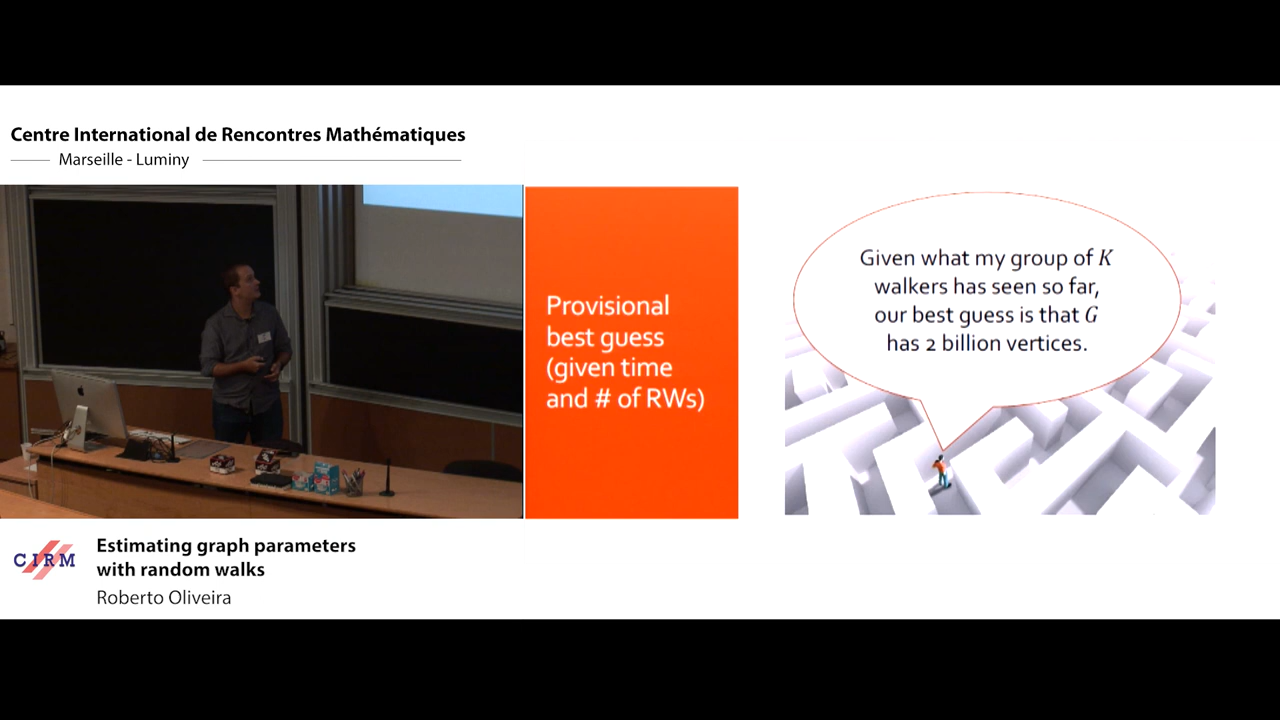 Centre International de Rencontres Mathématiques
Marseille - Luminy
Provisional
best guess
(given time
and # of RWs)
Given what my group of K
walkers has seen so far,
our best guess is that G
has 2 billion vertices.
CIRM
Estimating graph parameters
with random walks
Roberto Oliveira